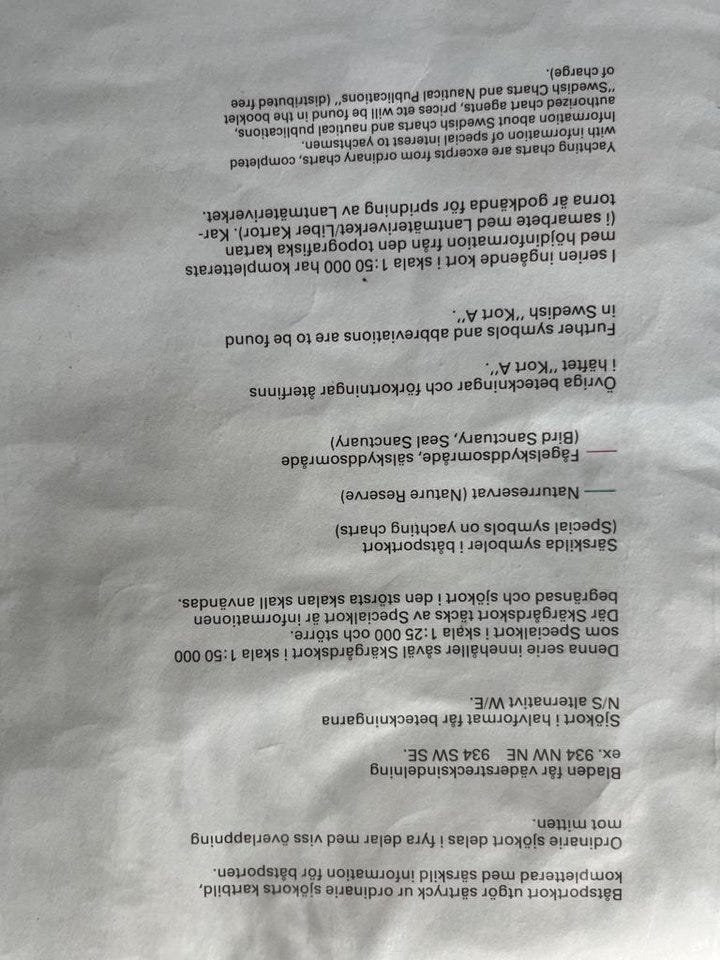 Båtsportkort utgör särtryck ur ordinarie sjökorts kartbild,
kompletterad med särskild information för båtsporten.
Ordinarie sjökort delas i fyra delar med viss överlappning
mot mitten.
Bladen får väderstrecksindelning
ex. 934 NW NE 934 SW SE.
Sjökort i halvformat får beteckningarna
N/S alternativt W/E.
Denna serie innehåller såväl Skärgårdskort i skala 1:50 000
som Specialkort i skala 1:25 000 och större.
Där Skärgårdskort täcks av Specialkort är informationen
begränsad och sjökort i den största skalan skall användas.
Särskilda symboler i båtsportkort
(Special symbols on yachting charts)
Naturreservat (Nature Reserve)
Fågelskyddsområde, sälskyddsområde
(Bird Sanctuary, Seal Sanctuary)
Övriga beteckningar och förkortningar återfinns
i häftet "Kort A".
Further symbols and abbreviations are to be found
in Swedish "Kort A".
I serien ingående kort i skala 1:50 000 har kompletterats
med höjdinformation från den topografiska kartan
(i samarbete med Lantmäteriverket/Liber Kartor). Kar-
torna är godkända för spridning av Lantmäteriverket.
Yachting charts are excerpts from ordinary charts, completed
with information of special interest to yachtsmen.
Information about Swedish charts and nautical publications,
authorized chart agents, prices etc will be found in the booklet
"Swedish Charts and Nautical Publications" (distributed free
of charge).